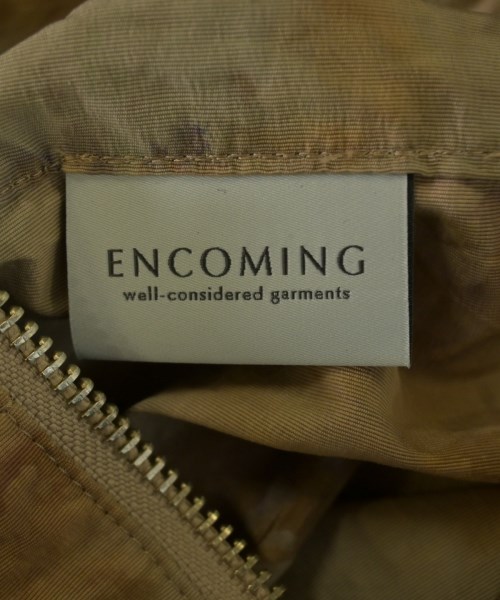 ENCOMING
well-considered garments